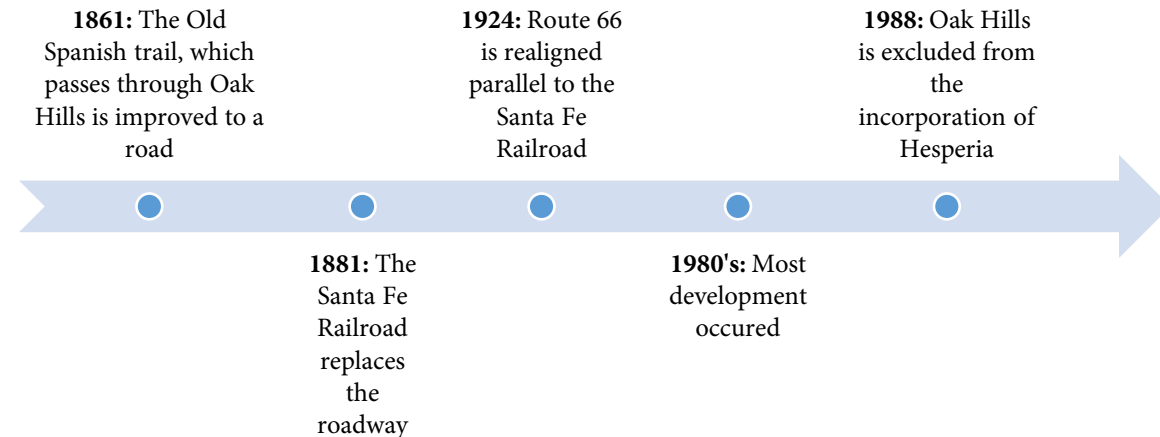 1861: The Old
Spanish trail, which
passes through Oak
Hills is improved to a
road
1881: The
Santa Fe
Railroad
replaces
the
roadway
1924: Route 66
is realigned
parallel to the
Santa Fe
Railroad
1980's: Most
development
occured
1988: Oak Hills
is excluded from
the
incorporation of
Hesperia